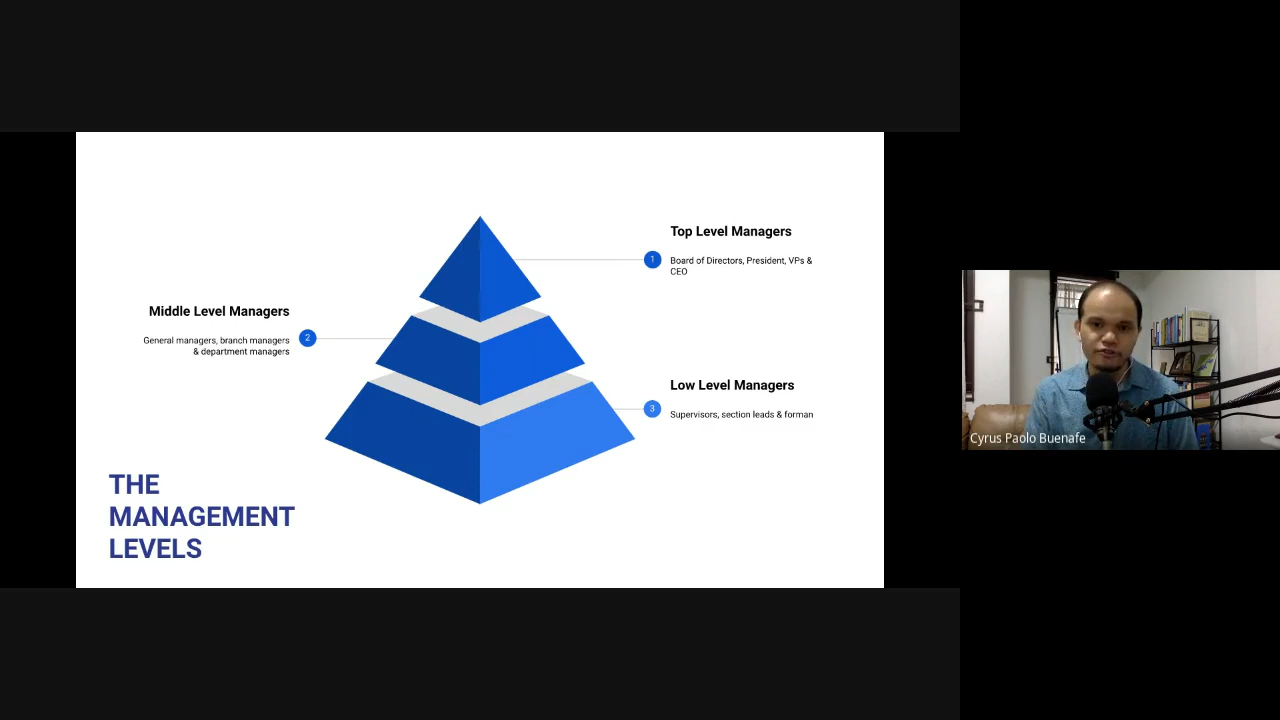 Top Level Managers
1
Board of Directors, President, VPs &
CEO
Middle Level Managers
2
General managers, branch managers
& department managers
Low Level Managers
3
Supervisors, section leads & forman
THE
MANAGEMENT
LEVELS
Cyrus Paolo Buenafe